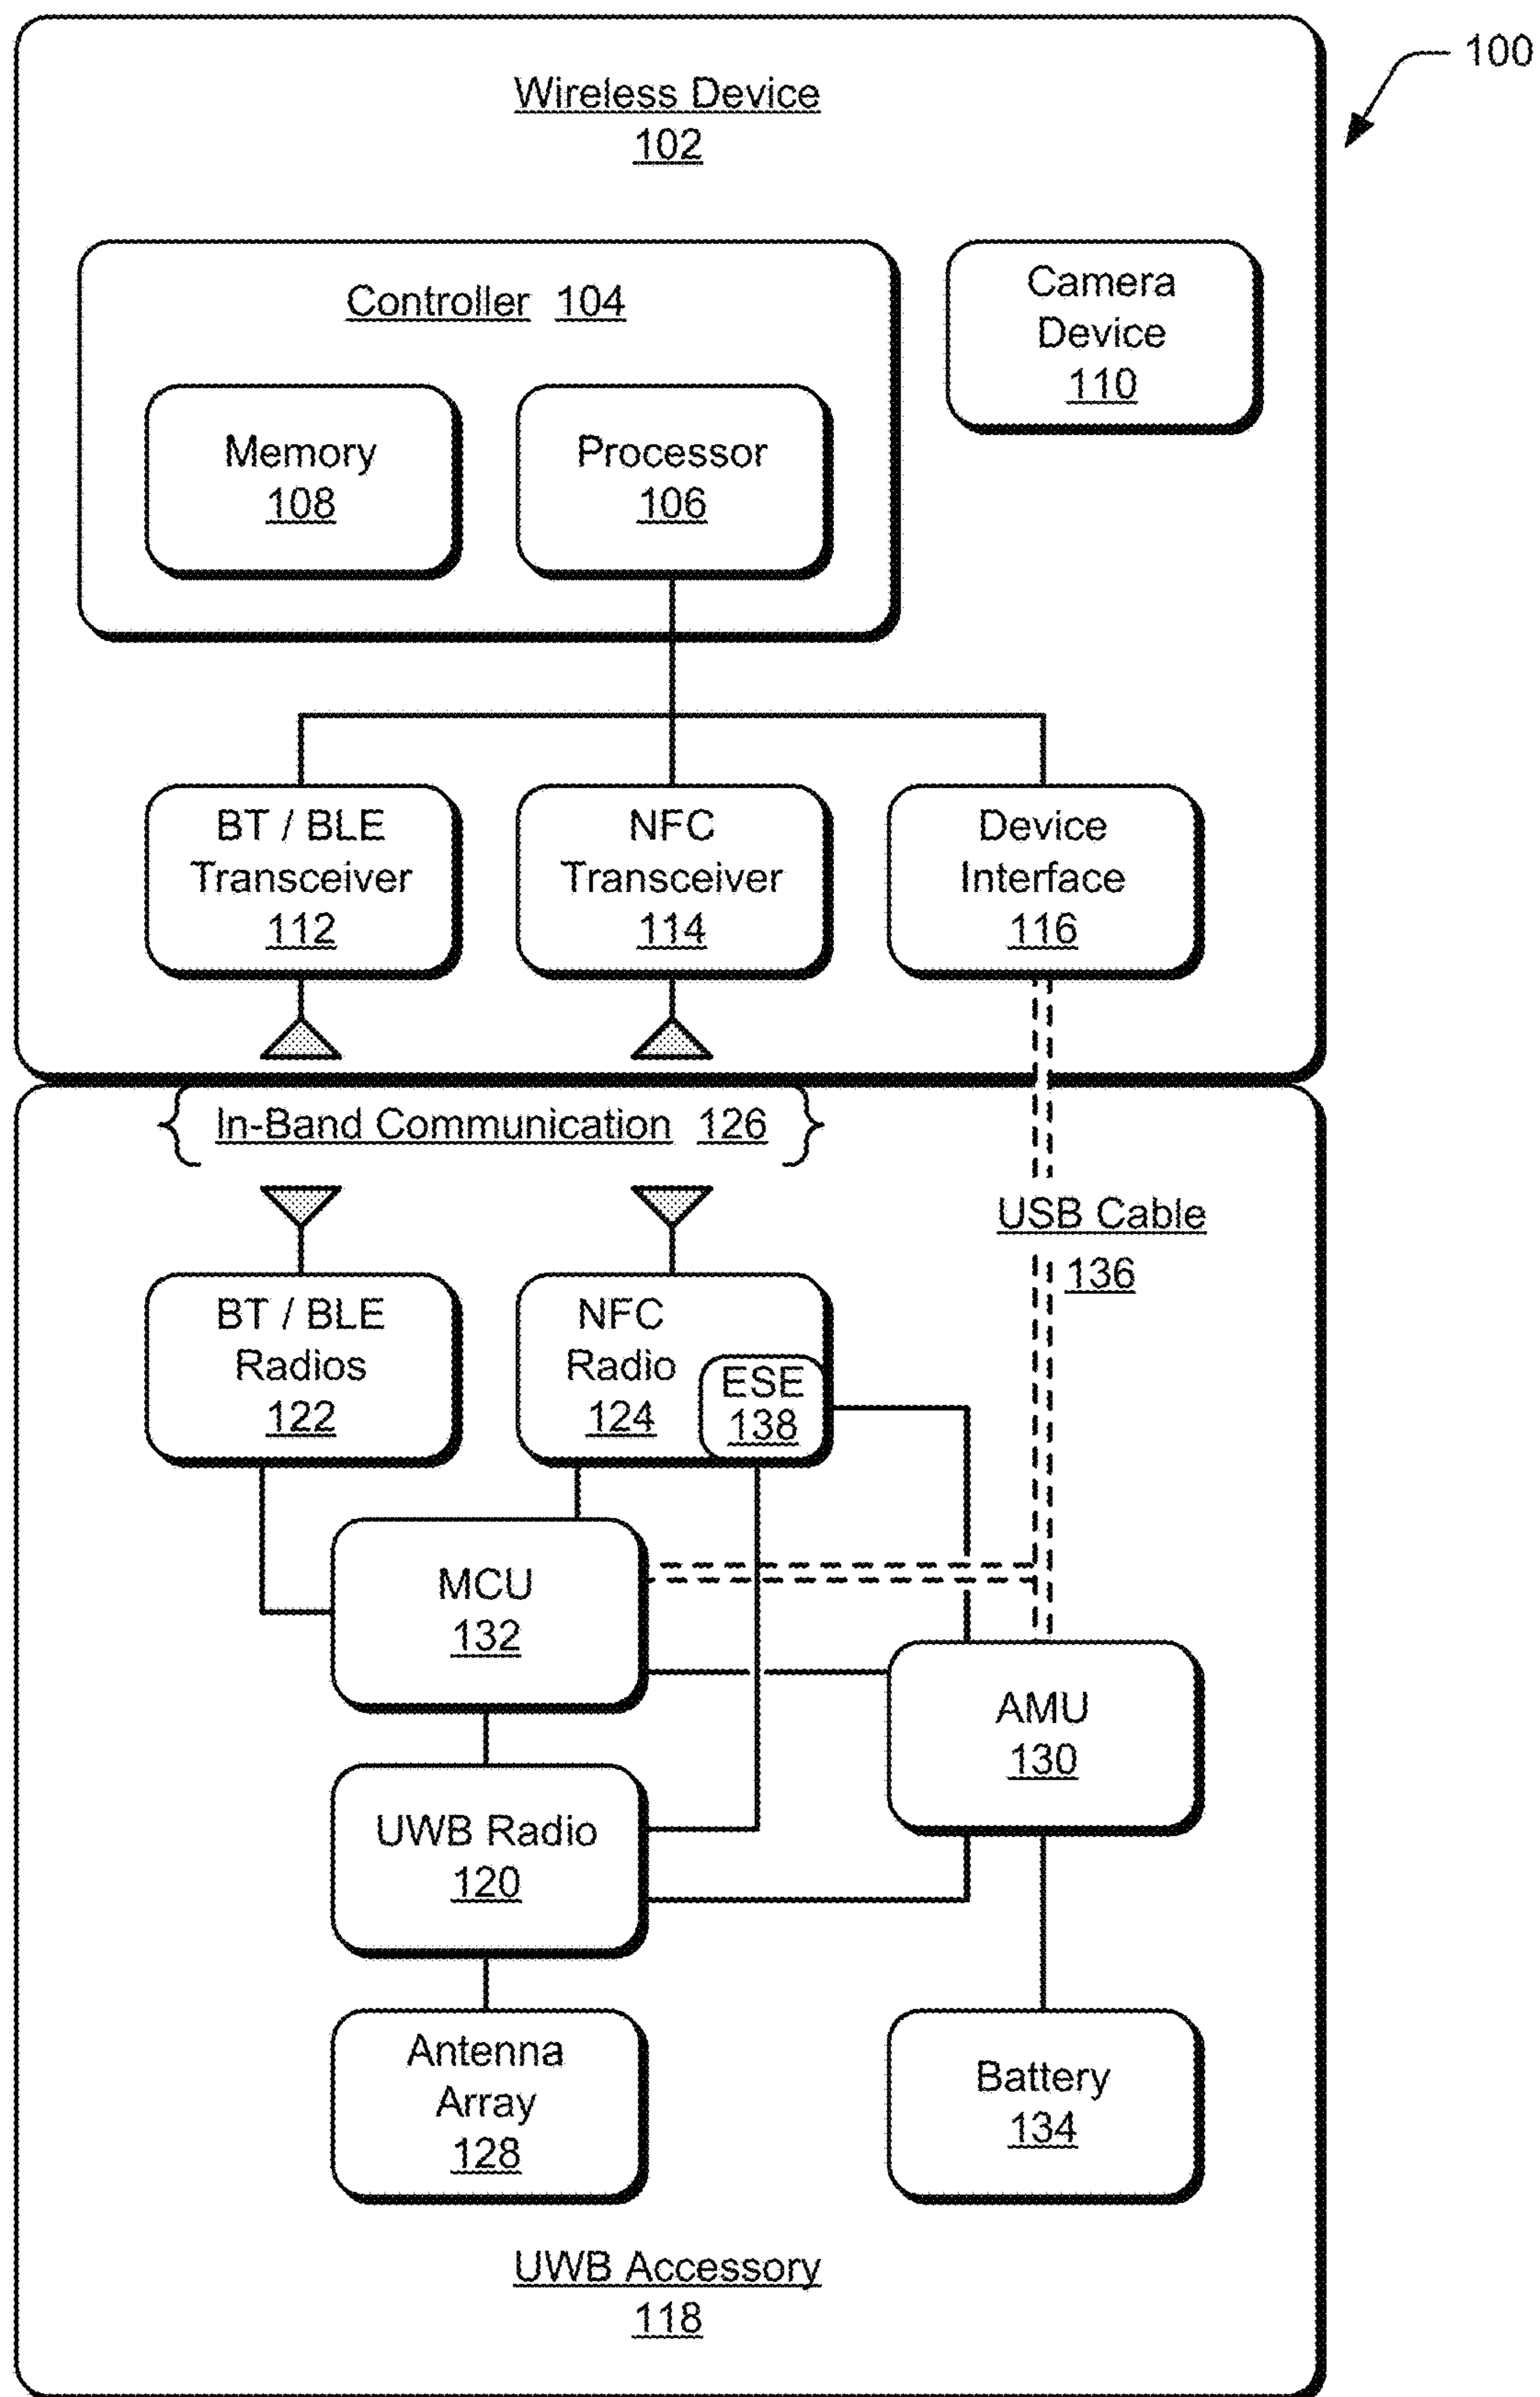 100
Wireless Device
102
Controller 104
Camera
Device
110
Memory
108
Processor
106
BT / BLE
Transceiver
112
NFC
Transceiver
114
Device
Interface
116
In-Band Communication 126
USB Cable
136
BT / BLE
Radios
122
NFC
Radio
124
ESE
138
MCU
132
AMU
130
UWB Radio
120
Antenna
Array
128
Battery
134
UWB Accessory
118